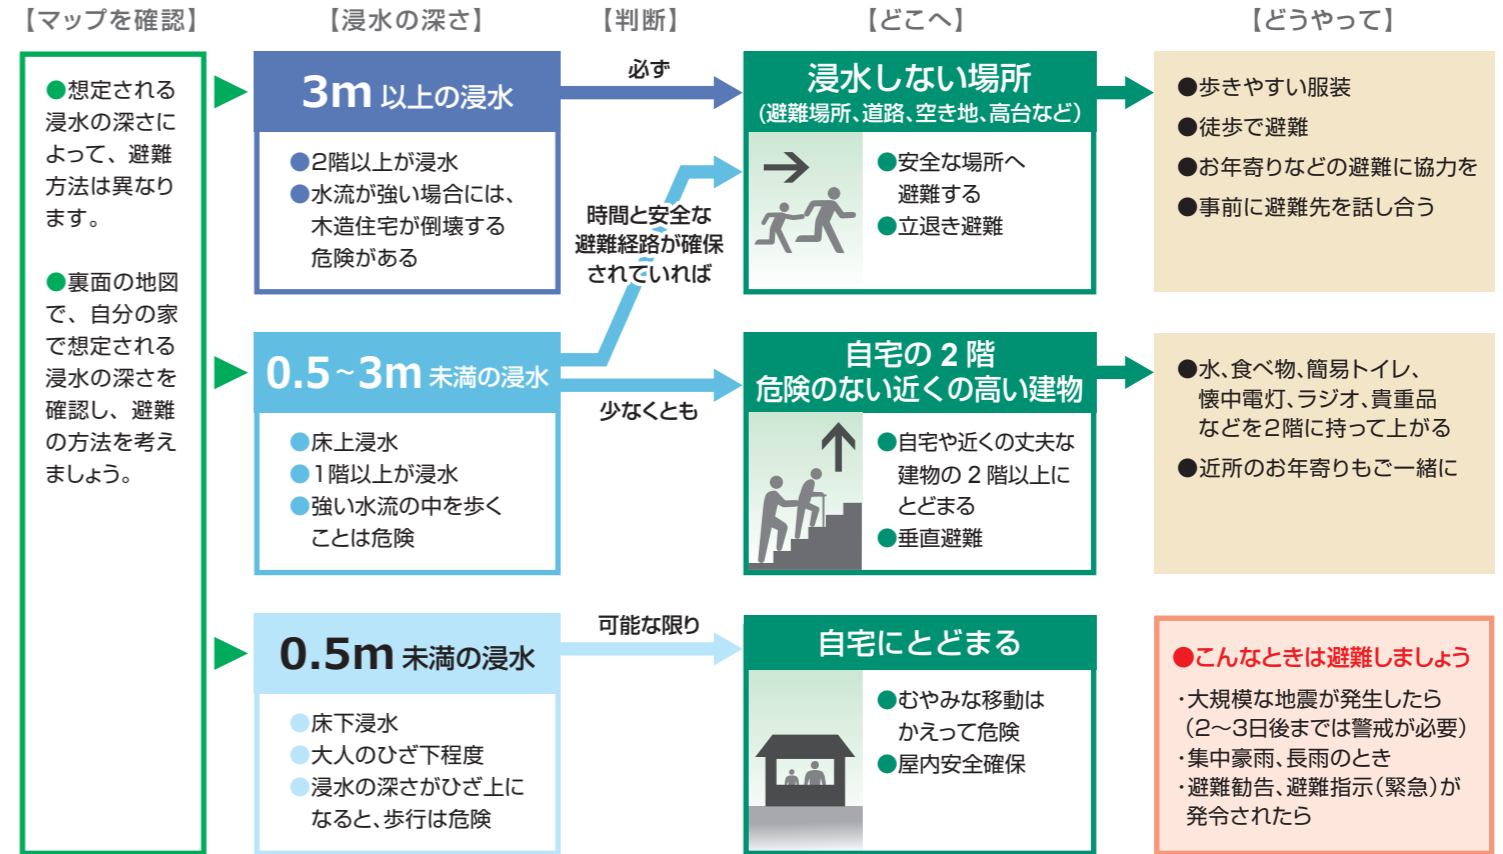 【マップを確認】
【浸水の深さ】
【判断】
【どこへ】
【どうやって】
●想定される
浸水の深さに
よって、避難
方法は異なり
ます。
●裏面の地図
で、自分の家
で想定される
浸水の深さを
確認し、避難
の方法を考え
ましょう。
3m 以上の浸水
●2階以上が浸水
●水流が強い場合には、
木造住宅が倒壊する
危険がある
必ず
浸水しない場所
(避難場所、道路、空き地、高台など)
●安全な場所へ
避難する
●立退き避難
●歩きやすい服装
●徒歩で避難
●お年寄りなどの避難に協力を
●事前に避難先を話し合う
時間と安全な
避難経路が確保
されていれば
0.5~3m 未満の浸水
●床上浸水
●1階以上が浸水
●強い水流の中を歩く
ことは危険
少なくとも
自宅の 2 階
危険のない近くの高い建物
●自宅や近くの丈夫な
建物の 2 階以上に
とどまる
●垂直避難
●水、食べ物、簡易トイレ、
懐中電灯、ラジオ、貴重品
などを2階に持って上がる
●近所のお年寄りもご一緒に
0.5m 未満の浸水
●床下浸水
●大人のひざ下程度
●浸水の深さがひざ上に
なると、歩行は危険
可能な限り
自宅にとどまる
●むやみな移動は
かえって危険
●屋内安全確保
●こんなときは避難しましょう
・大規模な地震が発生したら
(2〜3日後までは警戒が必要)
・集中豪雨、長雨のとき
・避難勧告、避難指示(緊急)が
発令されたら